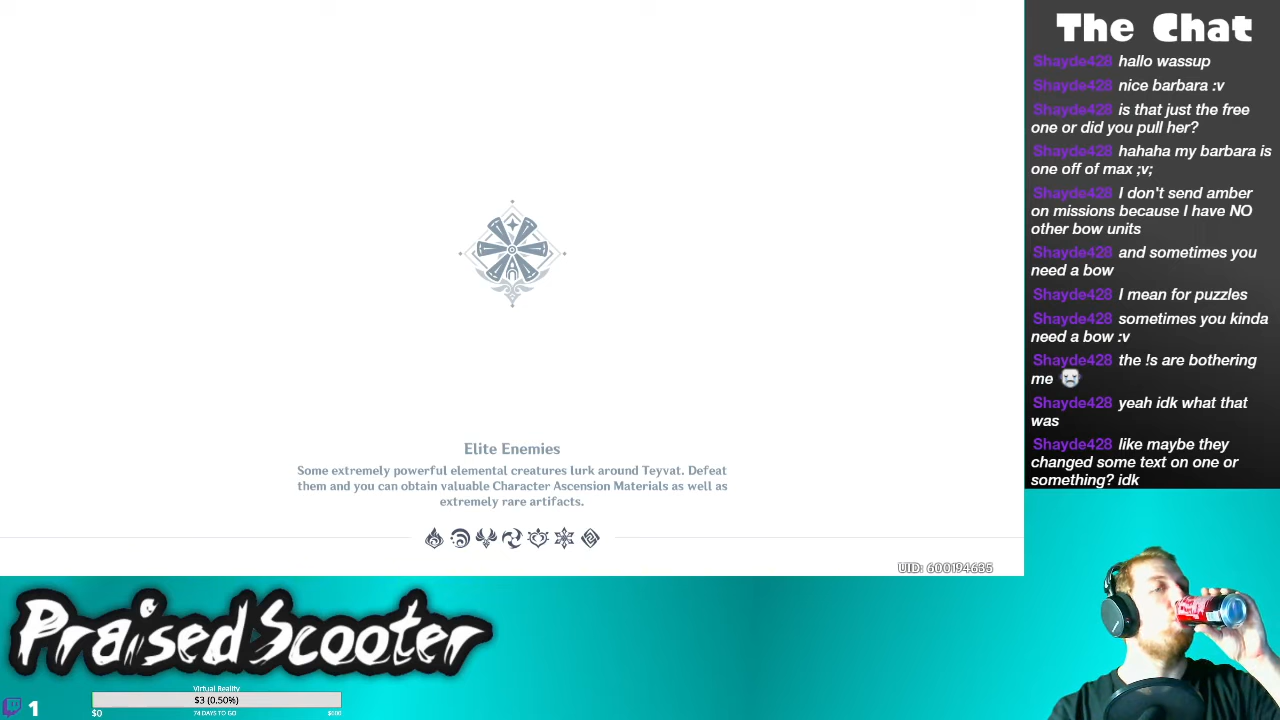 The Chat
Shayde428 hallo wassup
Shayde428 nice barbara :v
Shayde428 is that just the free
one or did you pull her?
Shayde428 hahaha my barbara is
one off of max ;v;
Shayde428 I don't send amber
on missions because I have NO
other bow units
Shayde428 and sometimes you
need a bow
Shayde428 I mean for puzzles
Shayde428 sometimes you kinda
need a bow :v
Shayde428 the !s are bothering
me
Shayde428 yeah idk what that
was
Shayde428 like maybe they
changed some text on one or
something? idk
Elite Enemies
Some extremely powerful elemental creatures lurk around Teyvat. Defeat
them and you can obtain valuable Character Ascension Materials as well as
extremely rare artifacts.
UID: 600194635
PraisedScooter
Virtual Reality
$3 (0.50%)
$0
74 DAYS TO GO
1